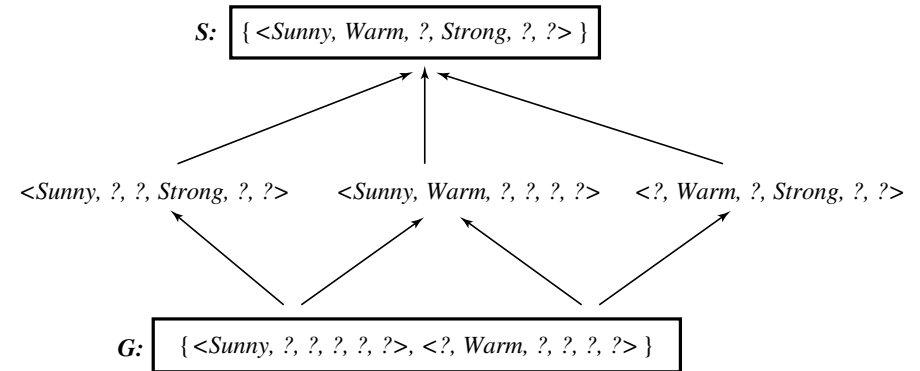 S: { <Sunny, Warm, ?, Strong, ?, ?> }
<Sunny, ?, ?, Strong, ?, ?> <Sunny, Warm, ?, ?, ?, ?> <?, Warm, ?, Strong, ?, ?>
G: { <Sunny, ?, ?, ?, ?, ?>, <?, Warm, ?, ?, ?, ?> }